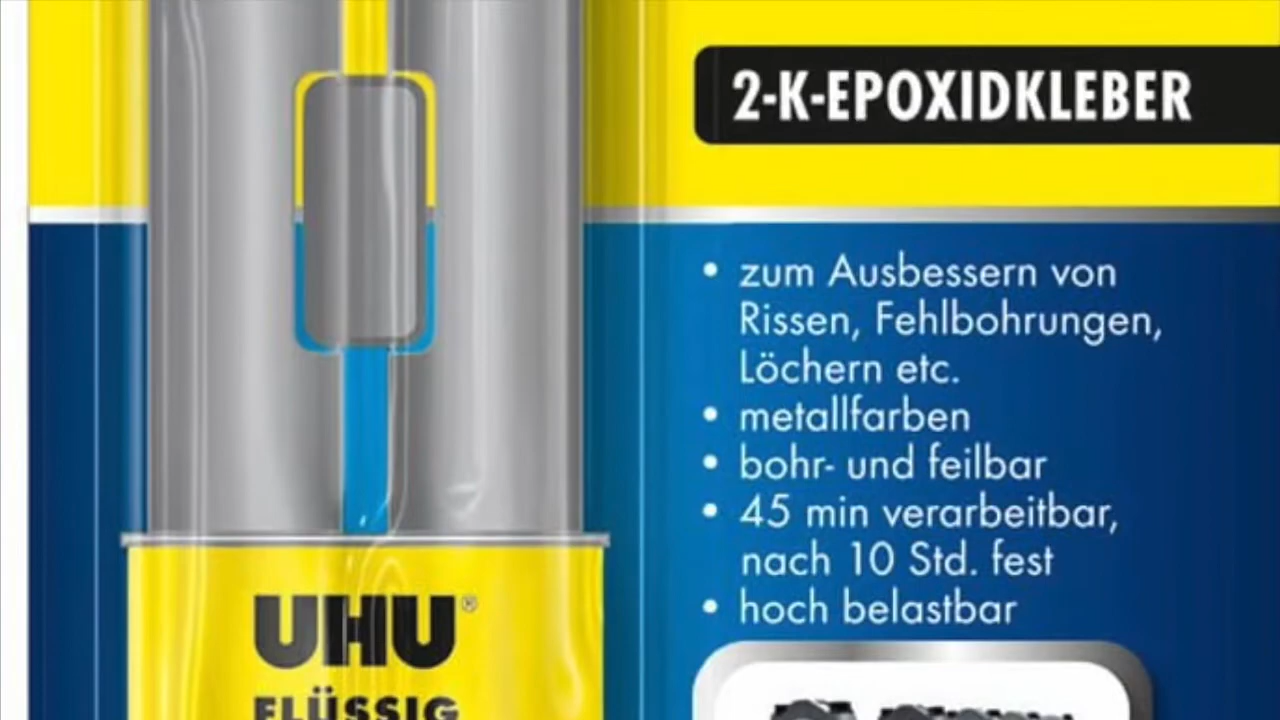 2-K-EPOXIDKLEBER
• zum Ausbessern von
Rissen, Fehlbohrungen,
Löchern etc.
• metallfarben
• bohr- und feilbar
• 45 min verarbeitbar,
nach 10 Std. fest
• hoch belastbar
UHU®
FLÜSSIG